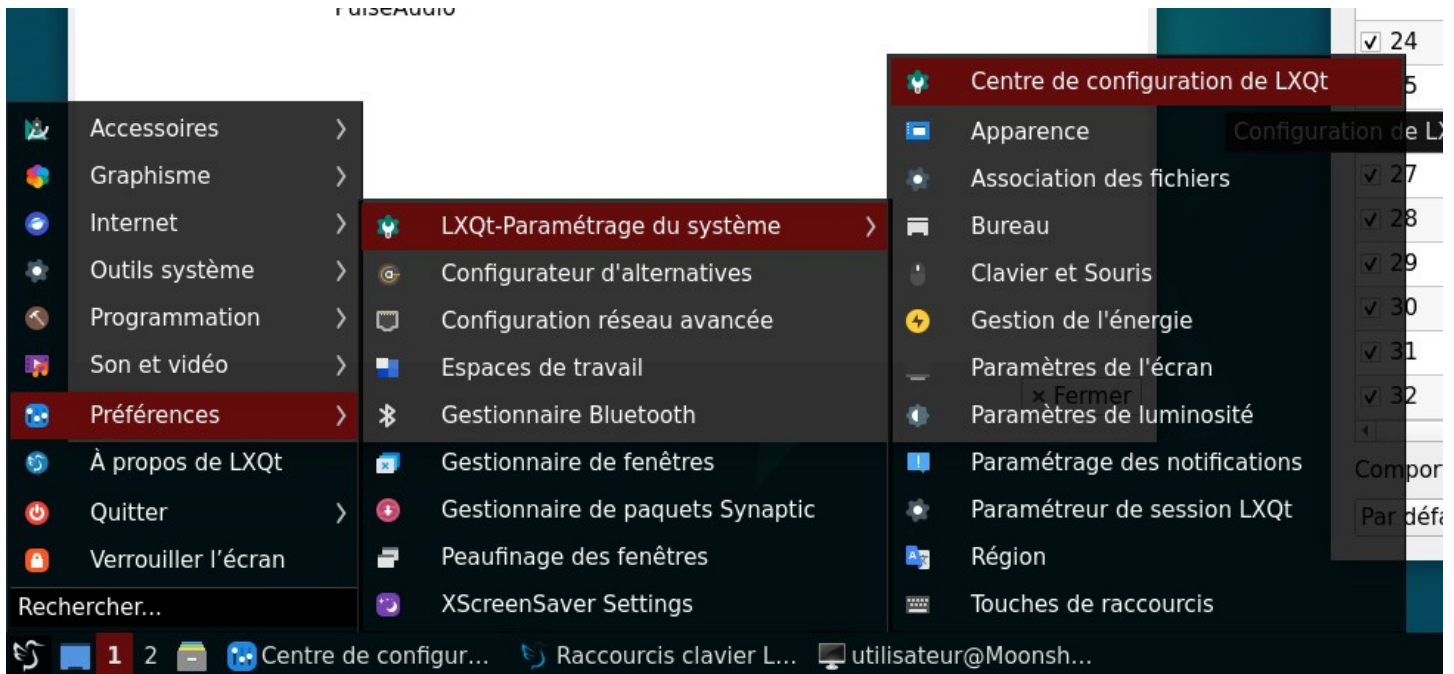 PulseAudio
Accessoires
Graphisme
Internet
Outils système
Programmation
Son et vidéo
Préférences
À propos de LXQt
Quitter
Verrouiller l’écran
Rechercher...
LXQt-Paramétrage du système
Configurateur d'alternatives
Configuration réseau avancée
Espaces de travail
Gestionnaire Bluetooth
Gestionnaire de fenêtres
Gestionnaire de paquets Synaptic
Peaufinage des fenêtres
XScreenSaver Settings
Centre de configuration de LXQt
Apparence
Association des fichiers
Bureau
Clavier et Souris
Gestion de l'énergie
Paramètres de l'écran
Paramètres de luminosité
Paramétrage des notifications
Paramétreur de session LXQt
Région
Touches de raccourcis
× Fermer
24
5
Configuration de LX
27
28
29
30
31
32
Compor
Par défa
1 2 Centre de configur... Raccourcis clavier L... utilisateur@Moonsh...